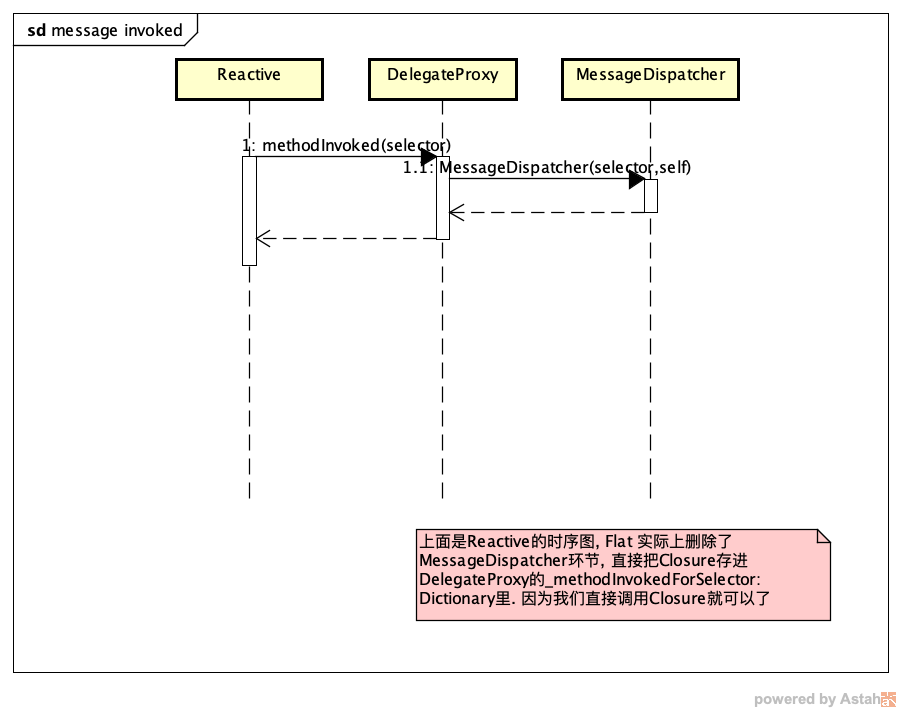 sd message invoked
Reactive
DelegateProxy
MessageDispatcher
1: methodInvoked(selector)
1.1: MessageDispatcher(selector,self)
上面是Reactive的时序图, Flat 实际上删除了
MessageDispatcher环节, 直接把Closure存进
DelegateProxy的_methodInvokedForSelector:
Dictionary里. 因为我们直接调用Closure就可以了
powered by Astah